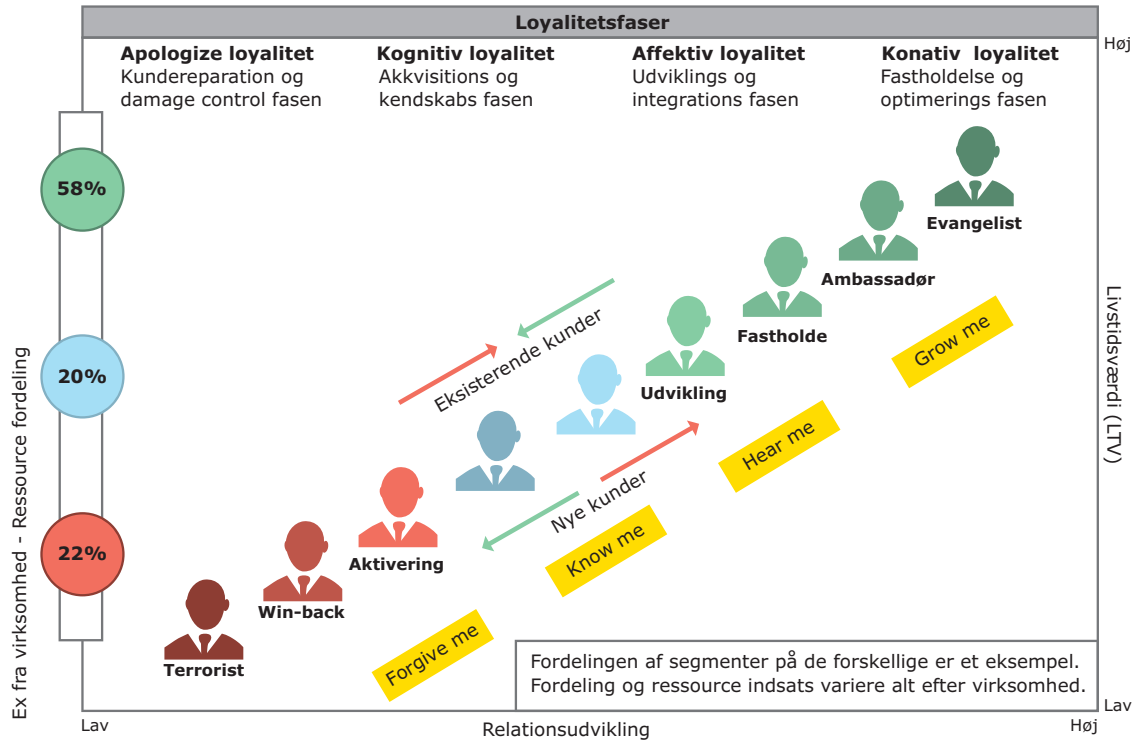 Loyalitetsfaser
Apologize loyalitet
Kundereparation og
damage control fasen
Kognitiv loyalitet
Akkvisitions og
kendskabs fasen
Affektiv loyalitet
Udviklings og
integrations fasen
Konativ loyalitet
Fastholdelse og
optimerings fasen
Høj
58%
20%
22%
Ex fra virksomhed - Ressource fordeling
Evangelist
Ambassadør
Fastholde
Udvikling
Aktivering
Win-back
Terrorist
Eksisterende kunder
Nye kunder
Grow me
Hear me
Know me
Forgive me
Livstidsværdi (LTV)
Fordelingen af segmenter på de forskellige er et eksempel.
Fordeling og ressource indsats variere alt efter virksomhed.
Lav
Lav
Relationsudvikling
Høj